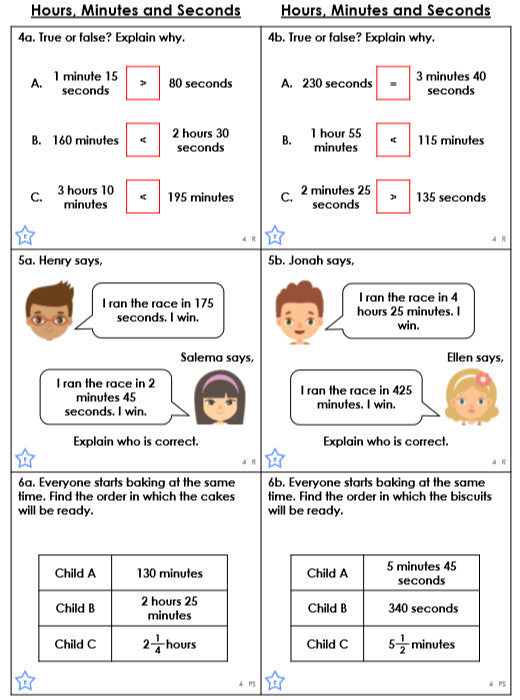 Hours, Minutes and Seconds
Hours, Minutes and Seconds
4a. True or false? Explain why.
A. 1 minute 15
seconds
>
80 seconds
B. 160 minutes
<
2 hours 30
seconds
C. 3 hours 10
minutes
<
195 minutes
4 R
4b. True or false? Explain why.
A. 230 seconds
=
3 minutes 40
seconds
B. 1 hour 55
minutes
<
115 minutes
C. 2 minutes 25
seconds
>
135 seconds
4 R
5a. Henry says,
I ran the race in 175
seconds. I win.
Salema says,
I ran the race in 2
minutes 45
seconds. I win.
Explain who is correct.
4 R
5b. Jonah says,
I ran the race in 4
hours 25 minutes. I
win.
Ellen says,
I ran the race in 425
minutes. I win.
Explain who is correct.
4 R
6a. Everyone starts baking at the same
time. Find the order in which the cakes
will be ready.
Child A 130 minutes
Child B 2 hours 25
minutes
Child C 2 1/4 hours
4 PS
6b. Everyone starts baking at the same
time. Find the order in which the biscuits
will be ready.
Child A 5 minutes 45
seconds
Child B 340 seconds
Child C 5 1/2 minutes
4 PS